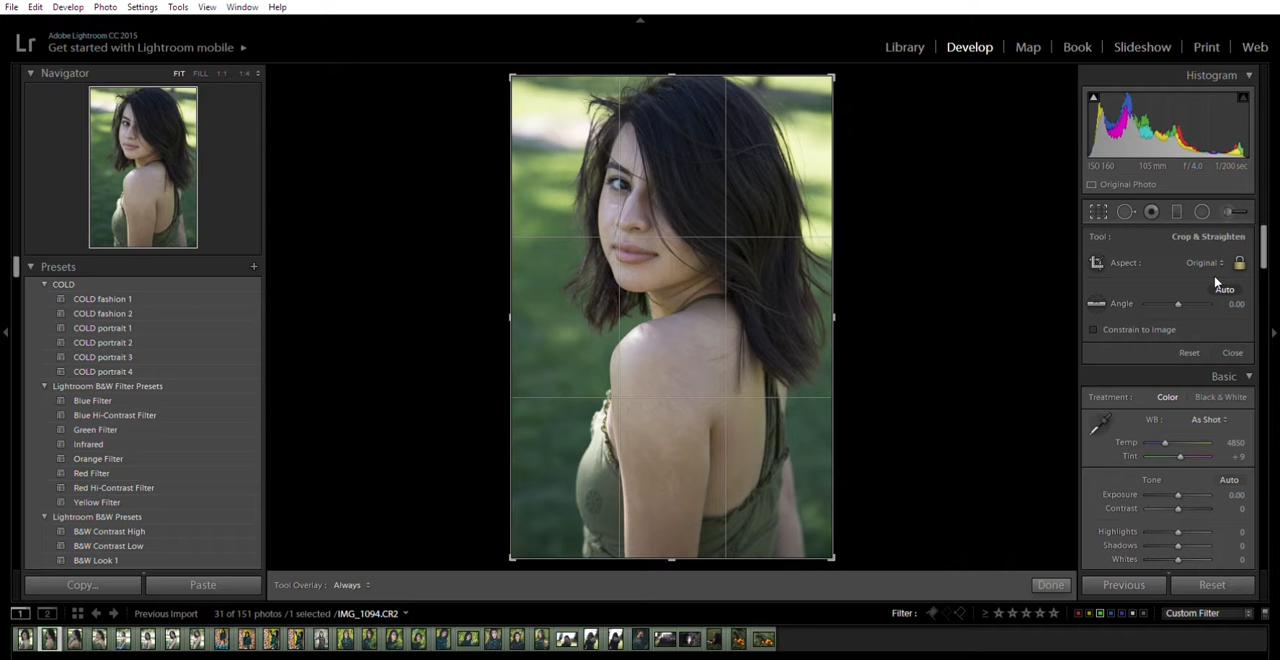 File Edit Develop Photo Settings Tools View Window Help
Lr Adobe Lightroom CC 2015
Get started with Lightroom mobile
Library Develop Map Book Slideshow Print Web
Navigator FIT FILL 1:1 1:4
Presets +
COLD
COLD fashion 1
COLD fashion 2
COLD portrait 1
COLD portrait 2
COLD portrait 3
COLD portrait 4
Lightroom B&W Filter Presets
Blue Filter
Blue Hi-Contrast Filter
Green Filter
Infrared
Orange Filter
Red Filter
Red Hi-Contrast Filter
Yellow Filter
Lightroom B&W Presets
B&W Contrast High
B&W Contrast Low
B&W Look 1
Copy... Paste
Tool Overlay: Always
Done
Histogram
ISO 160 105 mm f / 4.0 1/200 sec
Original Photo
Tool : Crop & Straighten
Aspect : Original
Auto
Angle 0.00
Constrain to Image
Reset Close
Basic
Treatment : Color Black & White
WB : As Shot
Temp 4850
Tint + 9
Tone Auto
Exposure 0.00
Contrast 0
Highlights 0
Shadows 0
Whites 0
Previous Reset
1 2 Previous Import 31 of 151 photos /1 selected /IMG_1094.CR2 Filter : Custom Filter